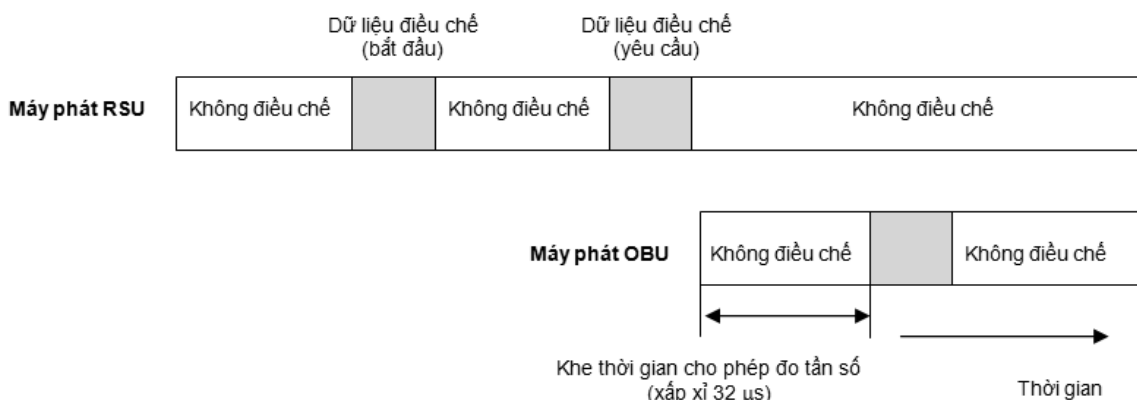 Dữ liệu điều chế
(bắt đầu)
Dữ liệu điều chế
(yêu cầu)
Máy phát RSU
Không điều chế
Không điều chế
Không điều chế
Máy phát OBU
Không điều chế
Không điều chế
Khe thời gian cho phép đo tần số
(xấp xỉ 32 µs)
Thời gian